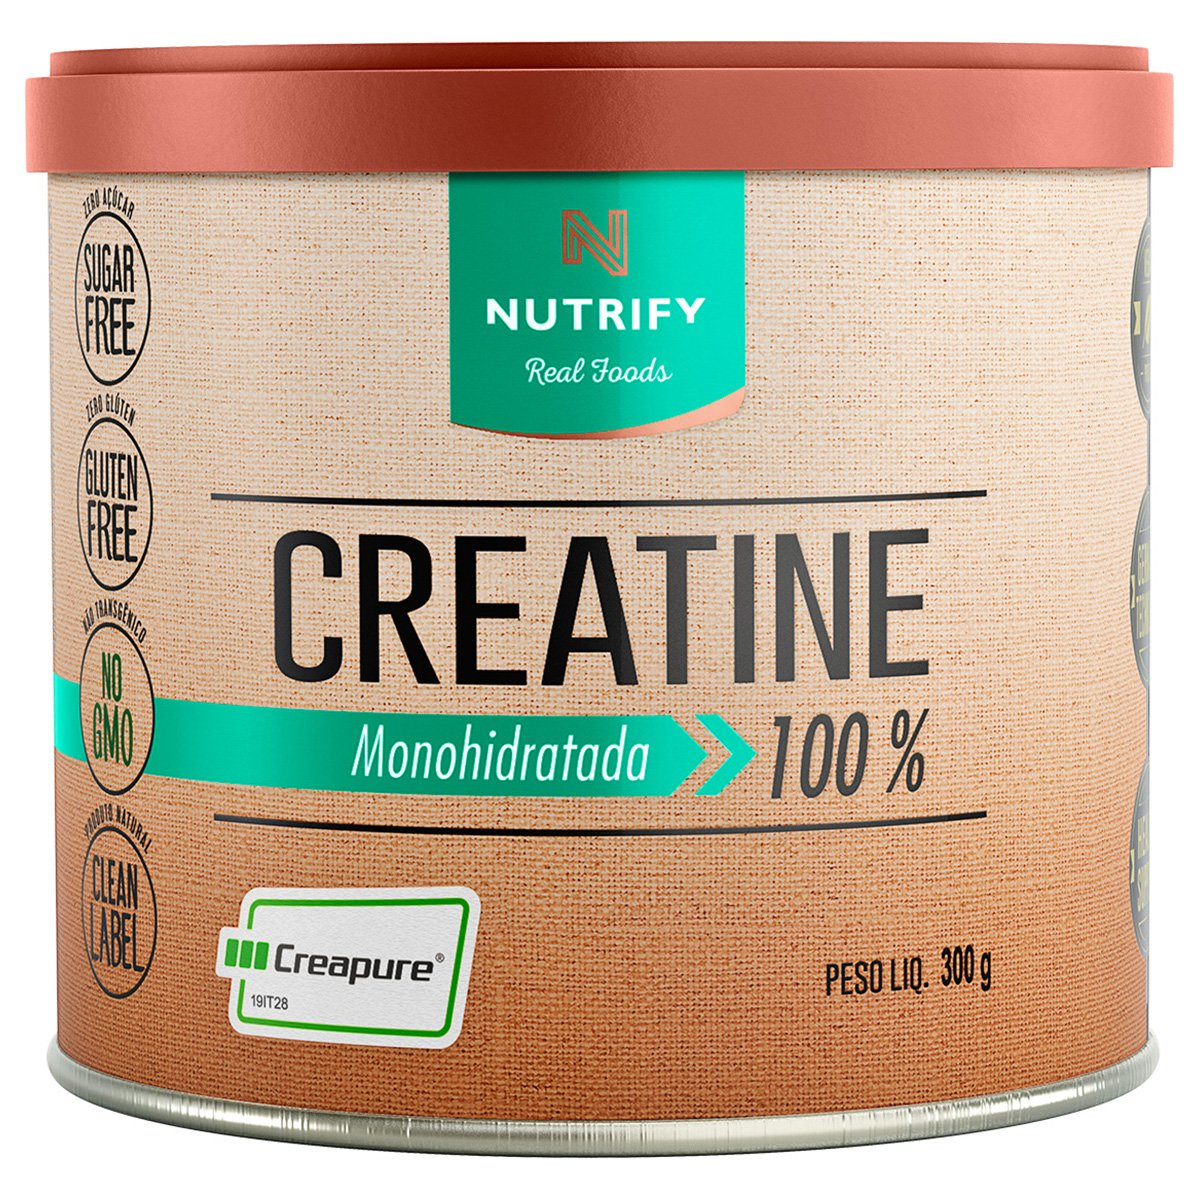 NUTRIFY
Real Foods
ZERO AÇÚCAR
SUGAR
FREE
ZERO GLÚTEN
GLUTEN
FREE
NÃO TRANSGÊNICO
NO
GMO
PRODUTO NATURAL
CLEAN
LABEL
CREATINE
Monohidratada
100 %
Creapure®
19IT28
PESO LIQ. 300 g